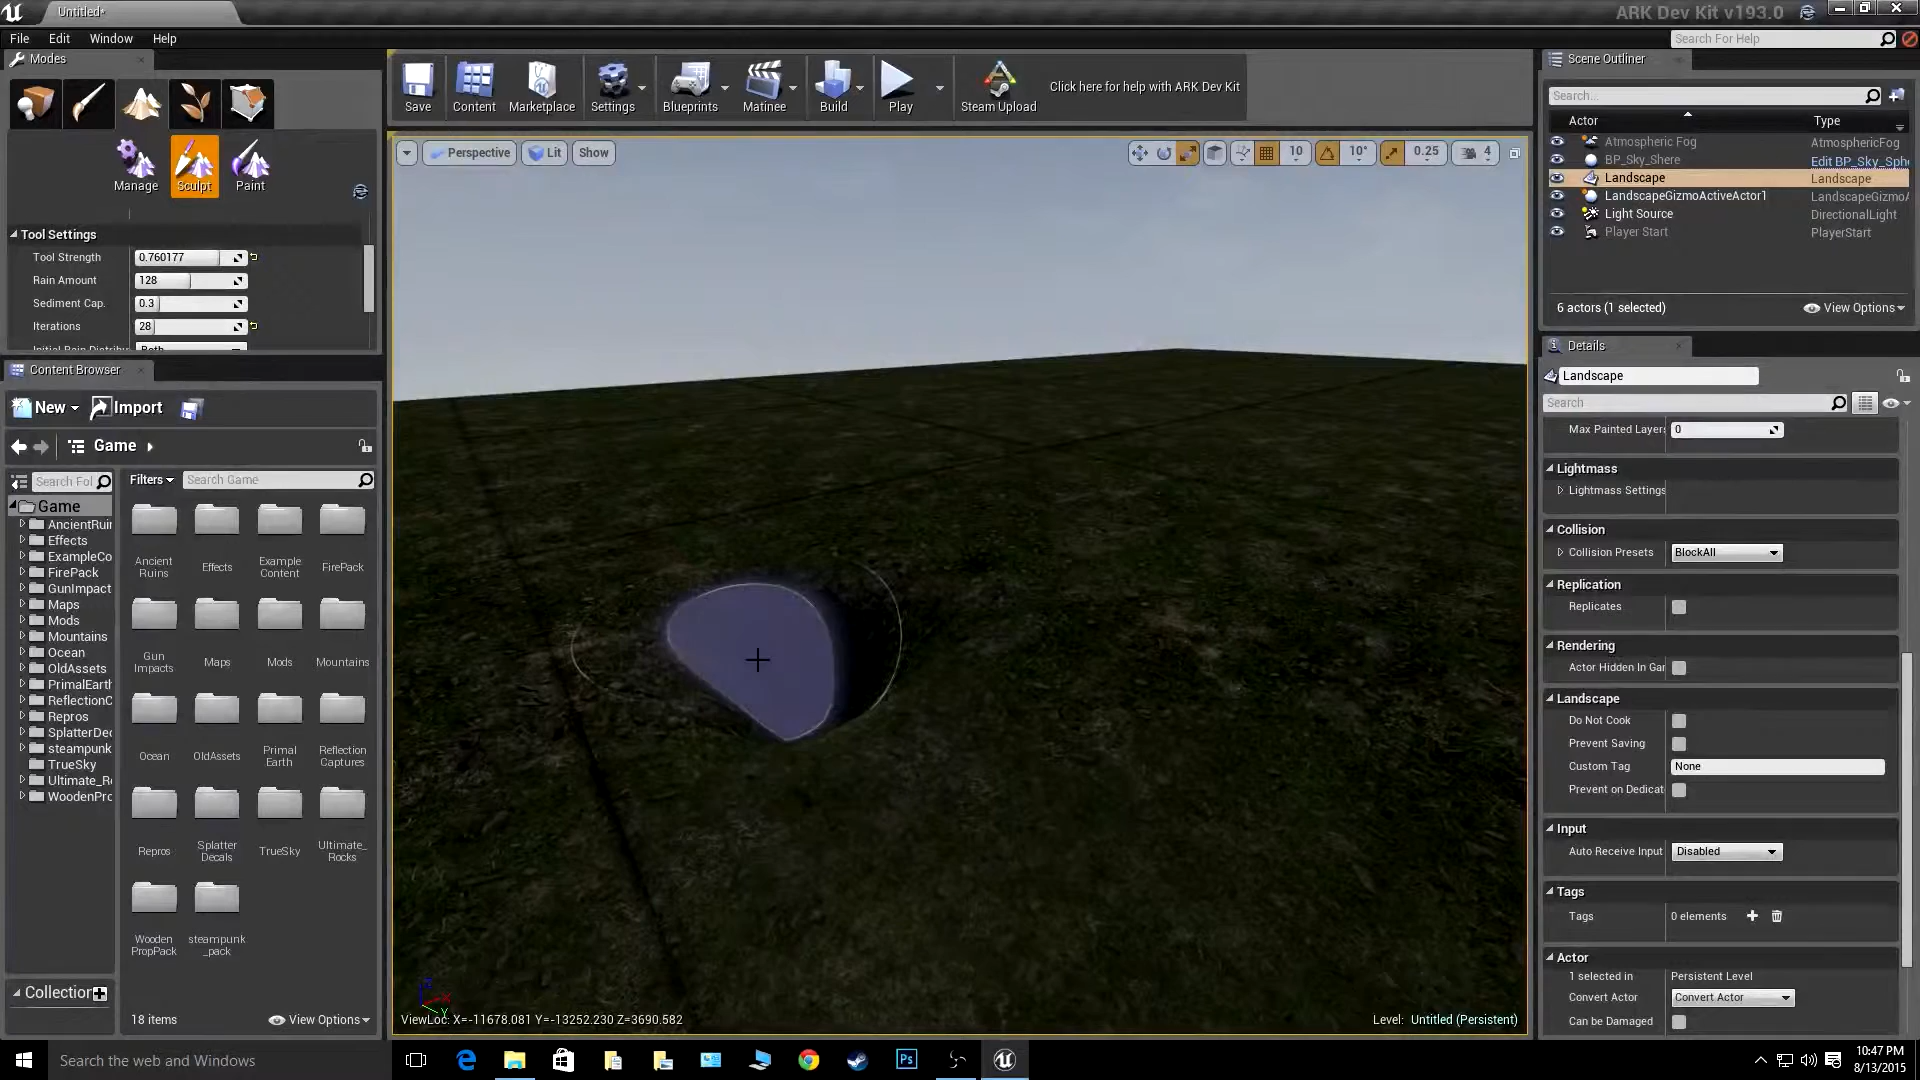 Untitled*
ARK Dev Kit v193.0
File Edit Window Help
Search For Help
Modes
Save Content Marketplace Settings Blueprints Matinee Build Play Steam Upload
Click here for help with ARK Dev Kit
Manage Sculpt Paint
Tool Settings
Tool Strength 0.760177
Rain Amount 128
Sediment Cap. 0.3
Iterations 28
Content Browser
New Import
Game
Search Fol
Filters Search Game
Game
AncientRuin
Effects
ExampleCo
FirePack
GunImpact
Maps
Mods
Mountains
Ocean
OldAssets
PrimalEarth
ReflectionC
Repros
SplatterDec
steampunk
TrueSky
Ultimate_Ro
WoodenPro
Ancient Ruins
Effects
Example Content
FirePack
Gun Impacts
Maps
Mods
Mountains
Ocean
OldAssets
Primal Earth
Reflection Captures
Repros
Splatter Decals
TrueSky
Ultimate_Rocks
Wooden PropPack
steampunk_pack
Collection
18 items View Options
Perspective Lit Show
10 10° 0.25 4
ViewLoc: X=-11678.081 Y=-13252.230 Z=3690.582
Level: Untitled (Persistent)
Scene Outliner
Search...
Actor Type
Atmospheric Fog AtmosphericFog
BP_Sky_Shere Edit BP_Sky_Sph
Landscape Landscape
LandscapeGizmoActiveActor1 LandscapeGizmoA
Light Source DirectionalLight
Player Start PlayerStart
6 actors (1 selected) View Options
Details
Landscape
Search
Max Painted Layers 0
Lightmass
Lightmass Settings
Collision
Collision Presets BlockAll
Replication
Replicates
Rendering
Actor Hidden In Gar
Landscape
Do Not Cook
Prevent Saving
Custom Tag None
Prevent on Dedicat
Input
Auto Receive Input Disabled
Tags
Tags 0 elements
Actor
1 selected in Persistent Level
Convert Actor Convert Actor
Can be Damaged
Search the web and Windows
Ps
10:47 PM
8/13/2015